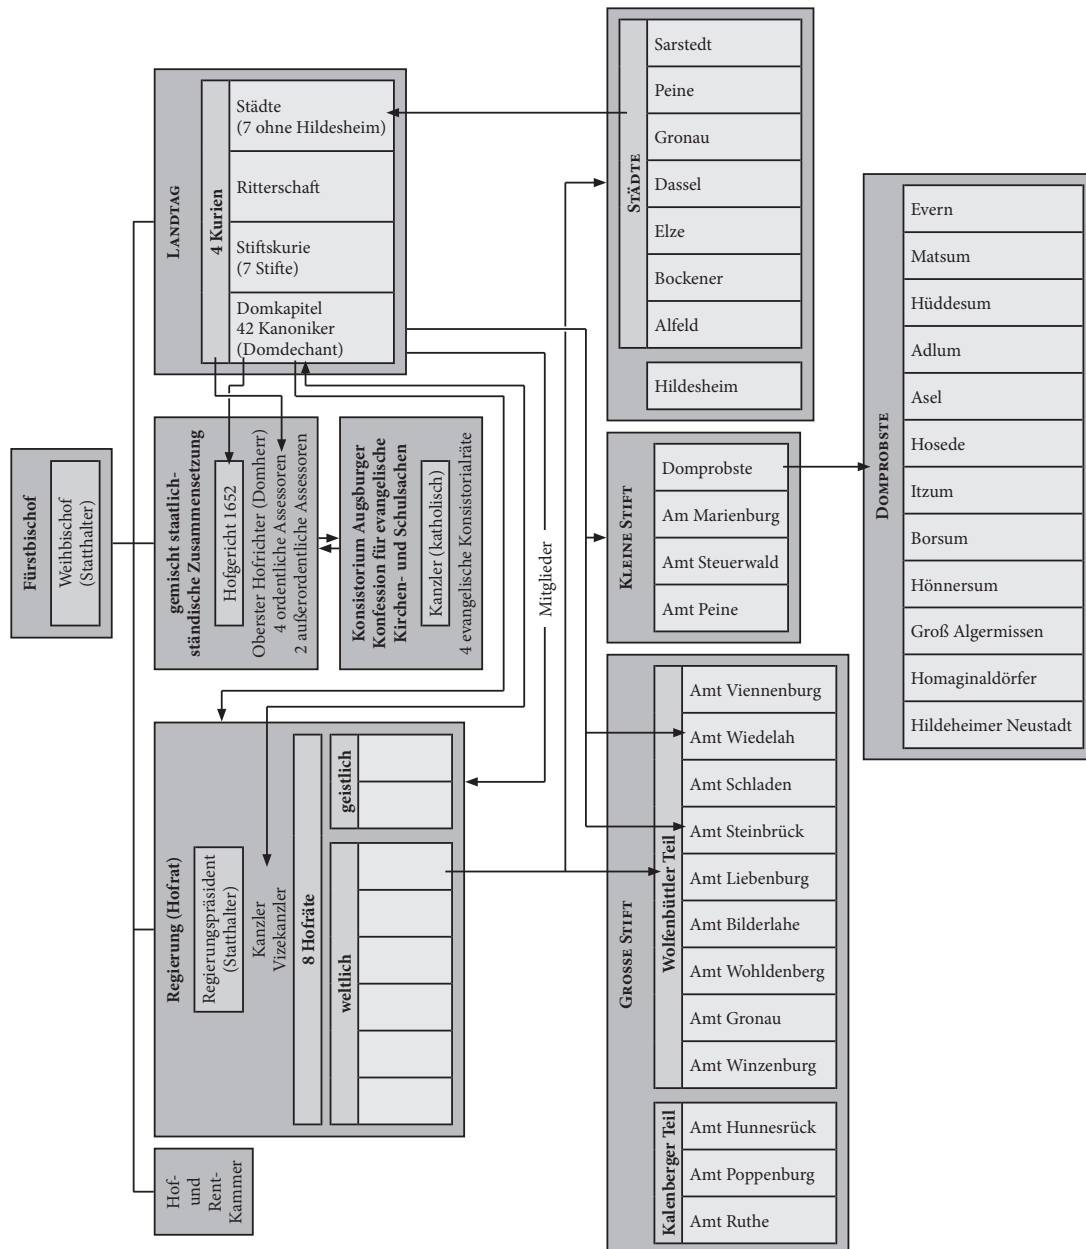 Fürstbischof
Weihbischof
(Statthalter)
Hof-
und
Rent-
Kammer
Regierung (Hofrat)
Regierungspräsident
(Statthalter)
Kanzler
Vizekanzler
8 Hofräte
weltlich
geistlich
gemischt staatlich-
ständische Zusammensetzung
Hofgericht 1652
Oberster Hofrichter (Domherr)
4 ordentliche Assessoren
2 außerordentliche Assessoren
Konsistorium Augsburger
Konfession für evangelische
Kirchen- und Schulsachen
Kanzler (katholisch)
4 evangelische Konsistorialräte
LANDTAG
4 Kurien
Domkapitel
42 Kanoniker
(Domdechant)
Stiftskurie
(7 Stifte)
Ritterschaft
Städte
(7 ohne Hildesheim)
Mitglieder
GROSSE STIFT
Kalenberger Teil
Amt Ruthe
Amt Poppenburg
Amt Hunnesrück
Wolfenbüttler Teil
Amt Winzenburg
Amt Gronau
Amt Wohldenberg
Amt Bilderlahe
Amt Liebenburg
Amt Steinbrück
Amt Schladen
Amt Wiedelah
Amt Viennenburg
KLEINE STIFT
Amt Peine
Amt Steuerwald
Am Marienburg
Domprobste
STÄDTE
Hildesheim
Alfeld
Bockener
Elze
Dassel
Gronau
Peine
Sarstedt
DOMPROBSTE
Hildeheimer Neustadt
Homaginaldörfer
Groß Algermissen
Hönnersum
Borsum
Itzum
Hosede
Asel
Adlum
Hüddesum
Matsum
Evern